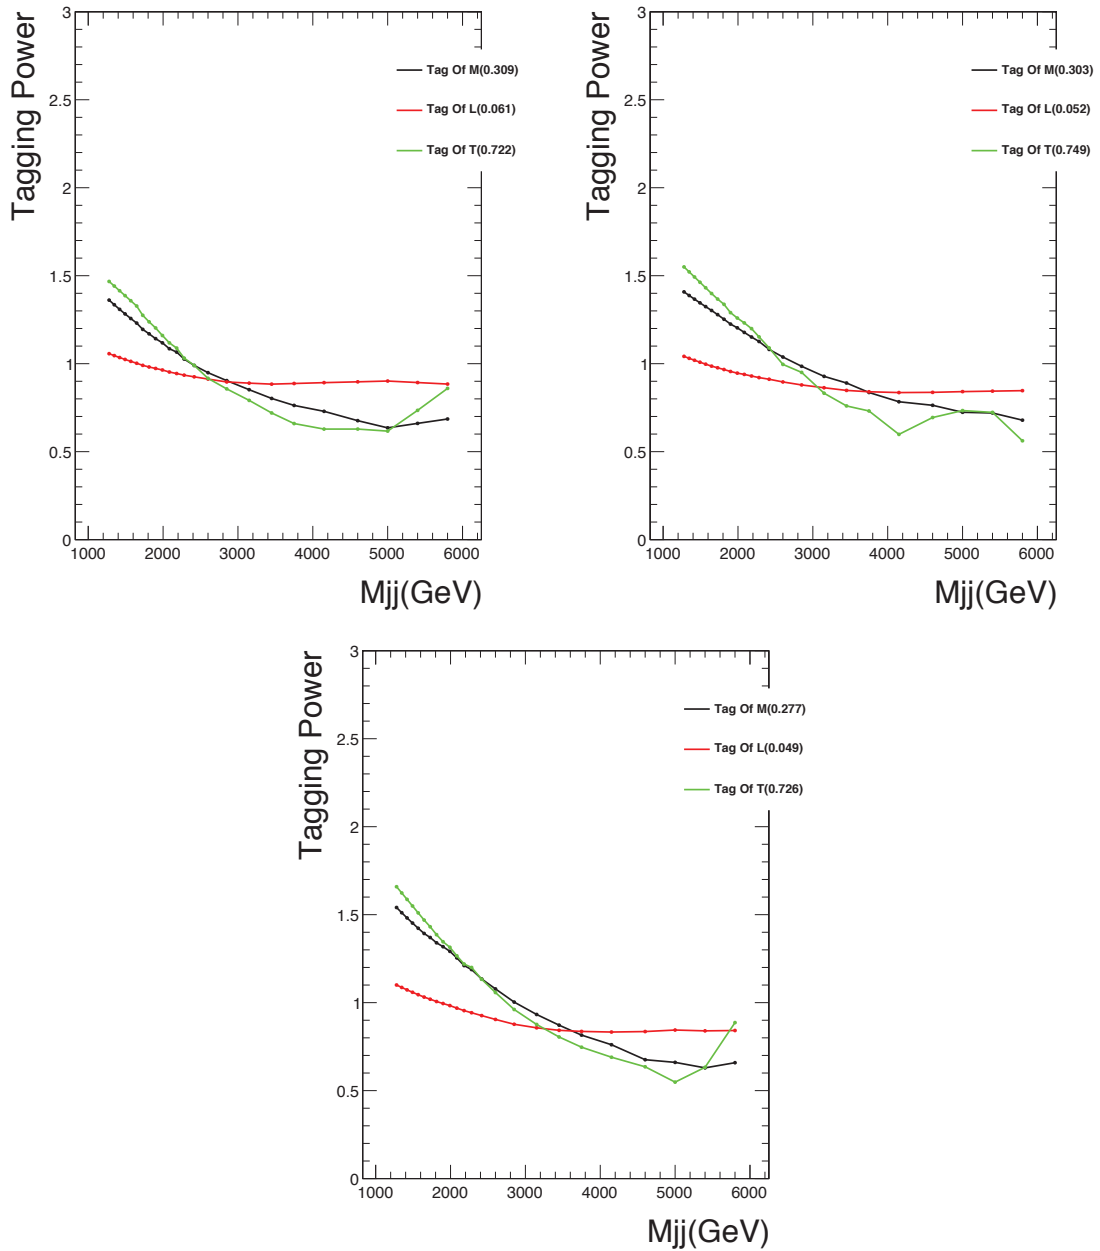 Tagging Power
3
2.5
2
1.5
1
0.5
0
Tag Of M(0.309)
Tag Of L(0.061)
Tag Of T(0.722)
1000 2000 3000 4000 5000 6000
Mjj(GeV)
Tagging Power
3
2.5
2
1.5
1
0.5
0
Tag Of M(0.303)
Tag Of L(0.052)
Tag Of T(0.749)
1000 2000 3000 4000 5000 6000
Mjj(GeV)
Tagging Power
3
2.5
2
1.5
1
0.5
0
Tag Of M(0.277)
Tag Of L(0.049)
Tag Of T(0.726)
1000 2000 3000 4000 5000 6000
Mjj(GeV)